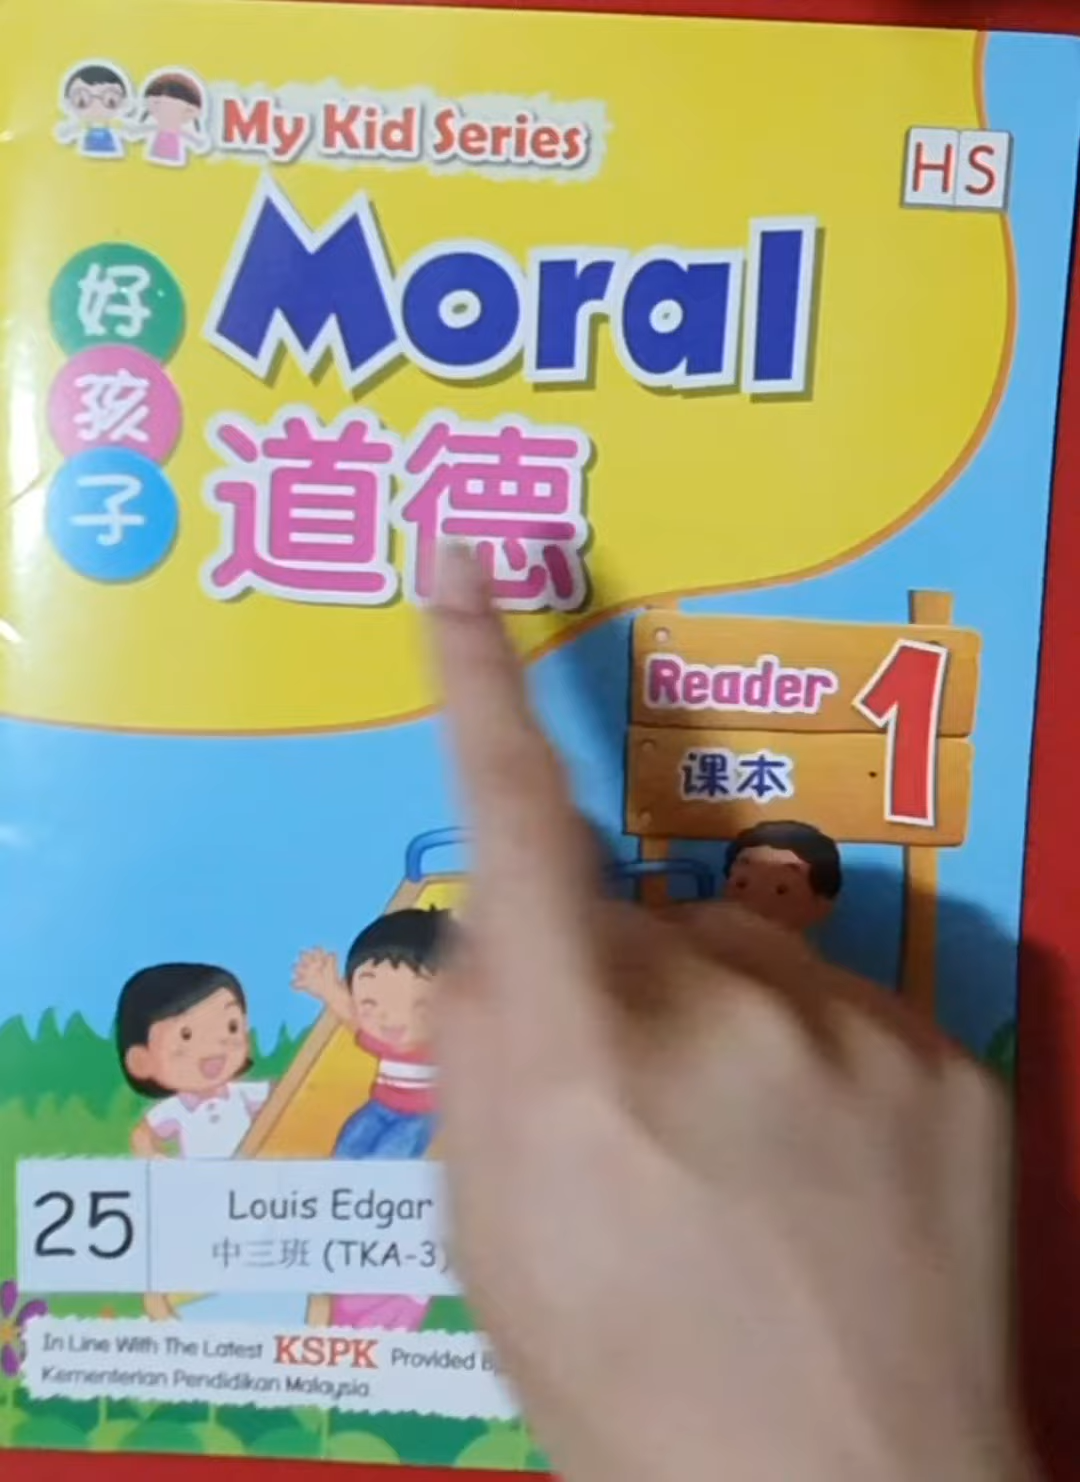 My Kid Series
HS
Moral
好
孩
子
道德
Reader 1
课本
25
Louis Edgar
中三班 (TKA-3)
In Line With The Latest KSPK Provided
Kementerian Pendidikan Malaysia